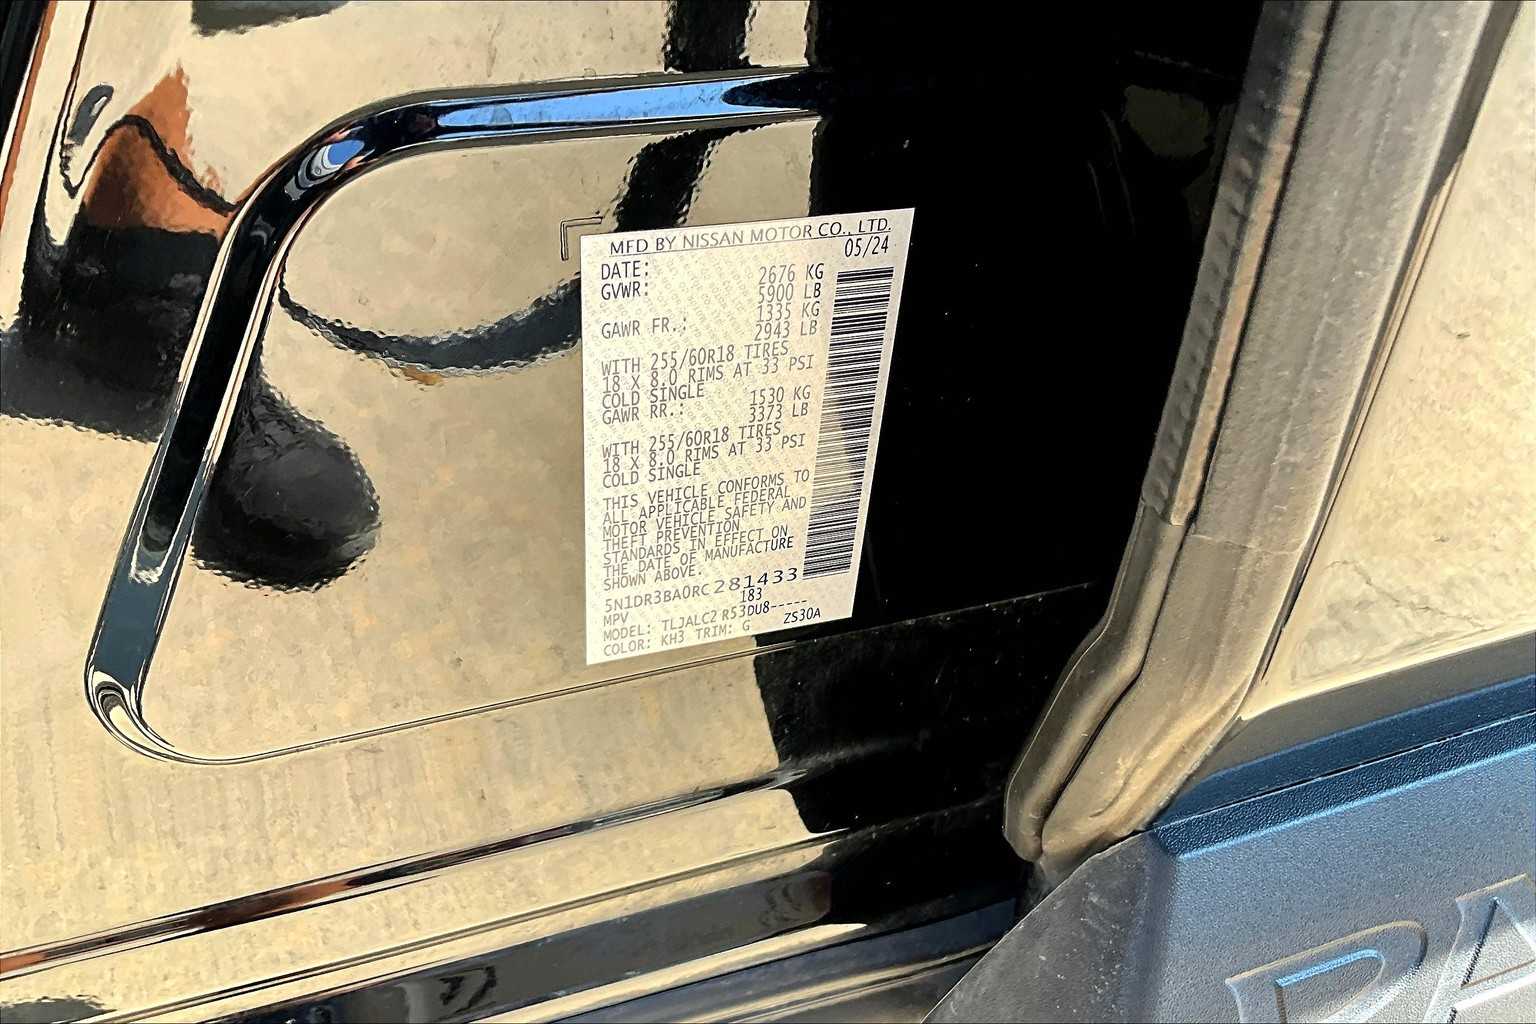 MFD BY NISSAN MOTOR CO., LTD.
05/24
DATE:
GVWR: 2676 KG
5900 LB
GAWR FR.: 1335 KG
2943 LB
WITH 255/60R18 TIRES
18 X 8.0 RIMS AT 33 PSI
COLD SINGLE
GAWR RR.: 1530 KG
3373 LB
WITH 255/60R18 TIRES
18 X 8.0 RIMS AT 33 PSI
COLD SINGLE
THIS VEHICLE CONFORMS TO
ALL APPLICABLE FEDERAL
MOTOR VEHICLE SAFETY AND
THEFT PREVENTION
STANDARDS IN EFFECT ON
THE DATE OF MANUFACTURE
SHOWN ABOVE.
5N1DR3BA0RC281433
MPV 183
MODEL: TLJALC2 R53DU8-----
COLOR: KH3 TRIM: G ZS30A
PA